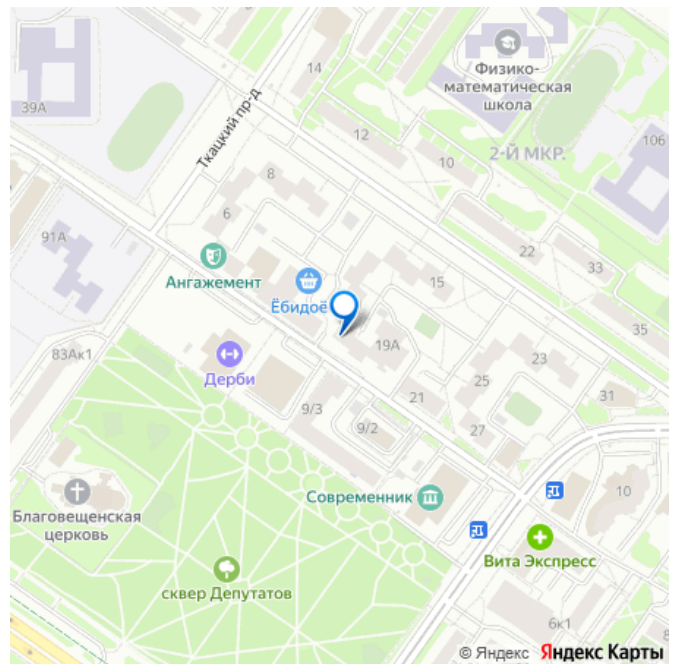 Физико-
математическая
школа
14
39А
Ткацкий пр-д
12
106
10
2-Й МКР.
8
6
91А
22
33
Ангажемент
15
Ёбидоё
35
19А
83Ак1
Дерби
23
25
31
21
9/3
9/2
27
10
Современник
Благовещенская
церковь
Вита Экспресс
сквер Депутатов
6к1
8
© Яндекс Яндекс Карты